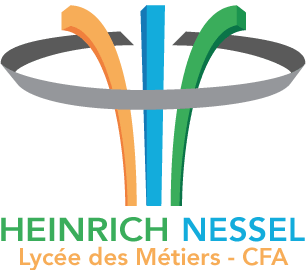 HEINRICH NESSEL
Lycée des Métiers - CFA